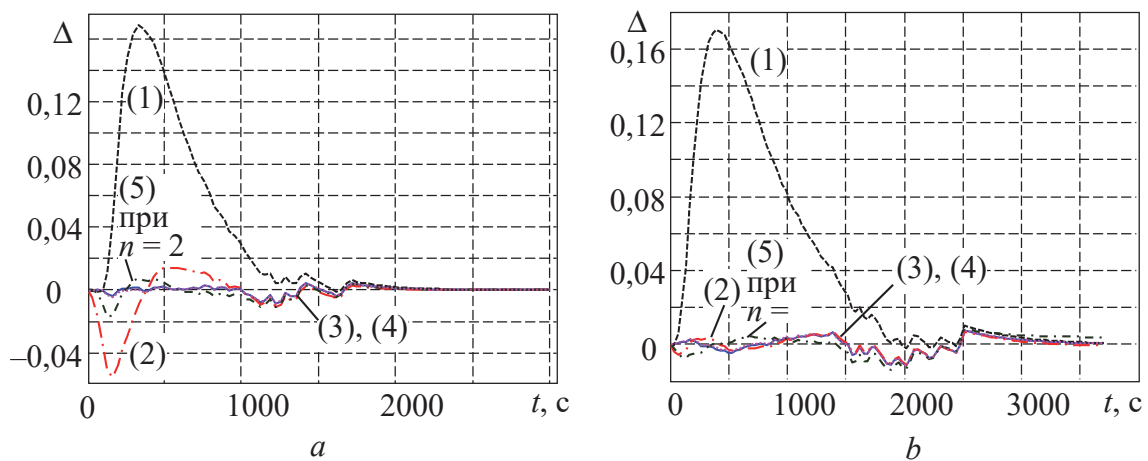 Δ
0,12
0,08
0,04
0
–0,04
(1)
(5)
при
n = 2
(2)
(3), (4)
0 1000 2000 t, с
a
Δ
0,16
0,12
0,08
0,04
0
(1)
(5)
при
n =
(2)
(3), (4)
0 1000 2000 3000 t, с
b